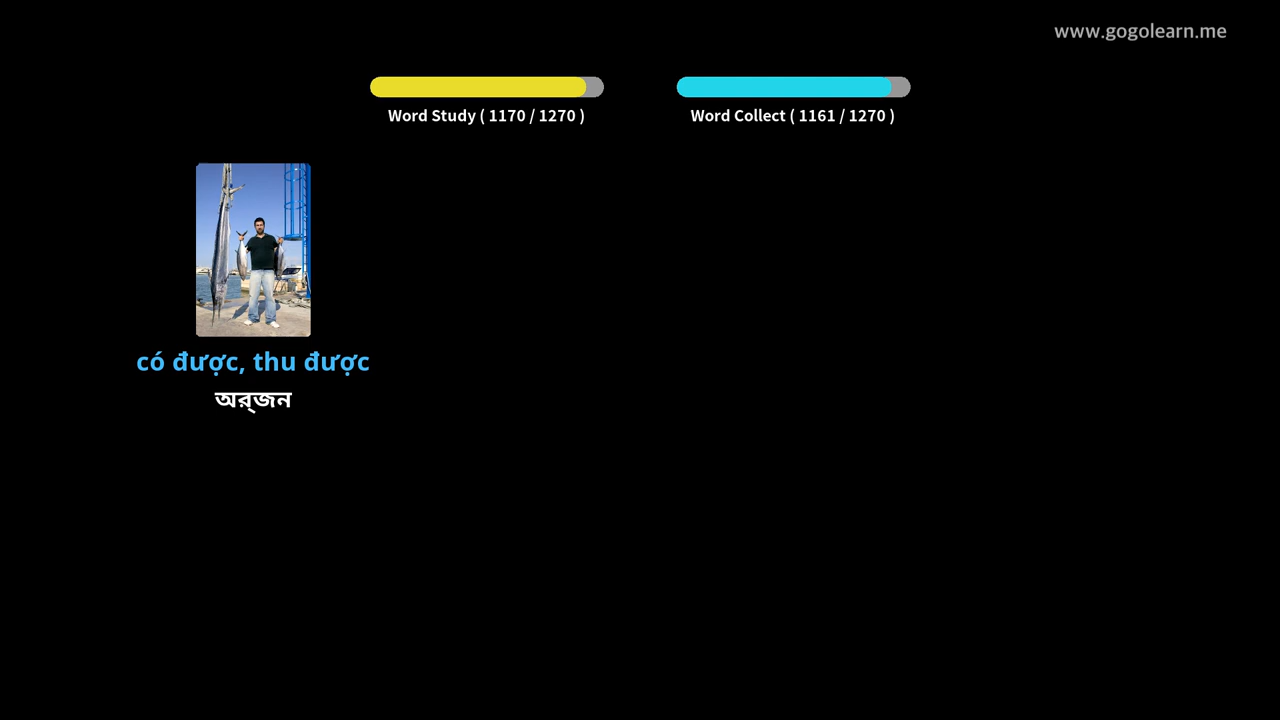 www.gogolearn.me
Word Study ( 1170 / 1270 )
Word Collect ( 1161 / 1270 )
có được, thu được
অর্জন